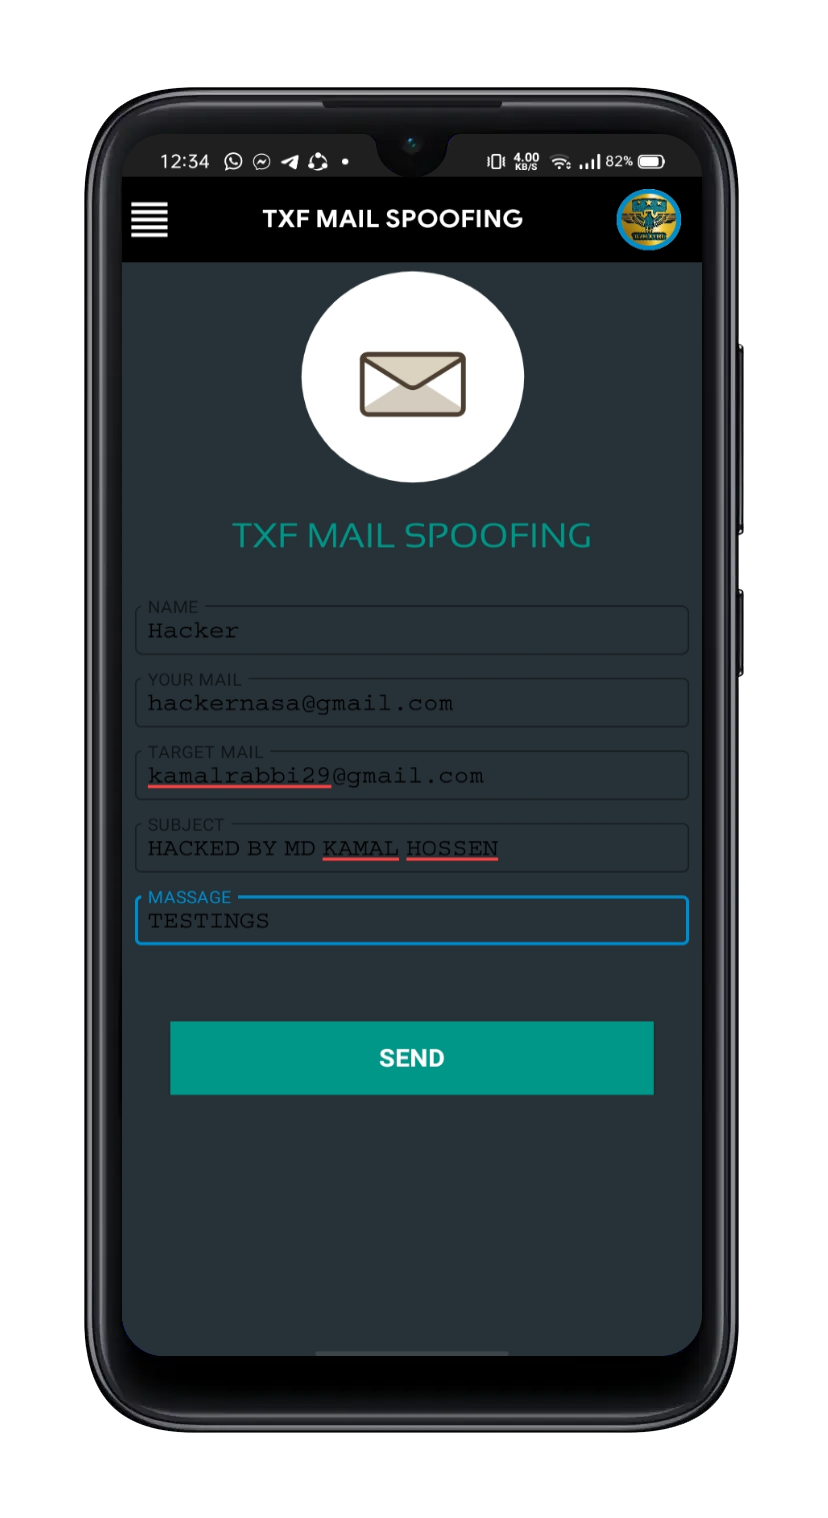 12:34 4.00 KB/S 82%
TXF MAIL SPOOFING
TXF MAIL SPOOFING
NAME
Hacker
YOUR MAIL
hackernasa@gmail.com
TARGET MAIL
kamalrabbi29@gmail.com
SUBJECT
HACKED BY MD KAMAL HOSSEN
MASSAGE
TESTINGS
SEND